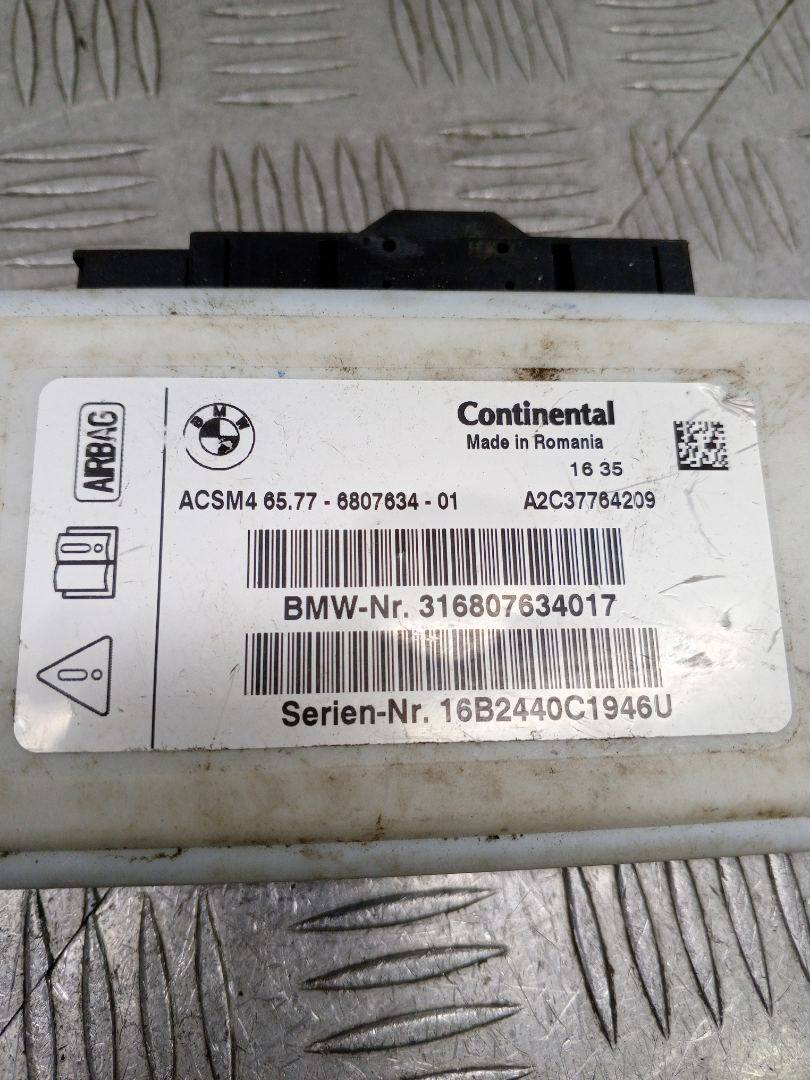 AIRBAG
BMW
Continental
Made in Romania
16 35
ACSM4 65.77 - 6807634 - 01 A2C37764209
BMW-Nr. 316807634017
Serien-Nr. 16B2440C1946U